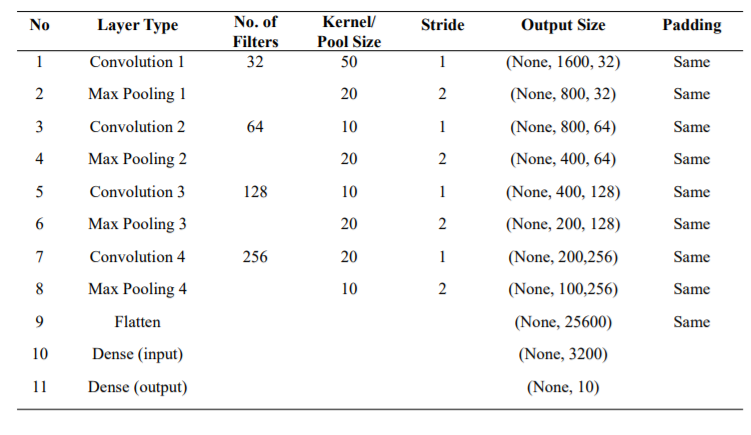 No Layer Type No. of Filters Kernel/ Pool Size Stride Output Size Padding
1 Convolution 1 32 50 1 (None, 1600, 32) Same
2 Max Pooling 1 20 2 (None, 800, 32) Same
3 Convolution 2 64 10 1 (None, 800, 64) Same
4 Max Pooling 2 20 2 (None, 400, 64) Same
5 Convolution 3 128 10 1 (None, 400, 128) Same
6 Max Pooling 3 20 2 (None, 200, 128) Same
7 Convolution 4 256 20 1 (None, 200,256) Same
8 Max Pooling 4 10 2 (None, 100,256) Same
9 Flatten (None, 25600) Same
10 Dense (input) (None, 3200)
11 Dense (output) (None, 10)